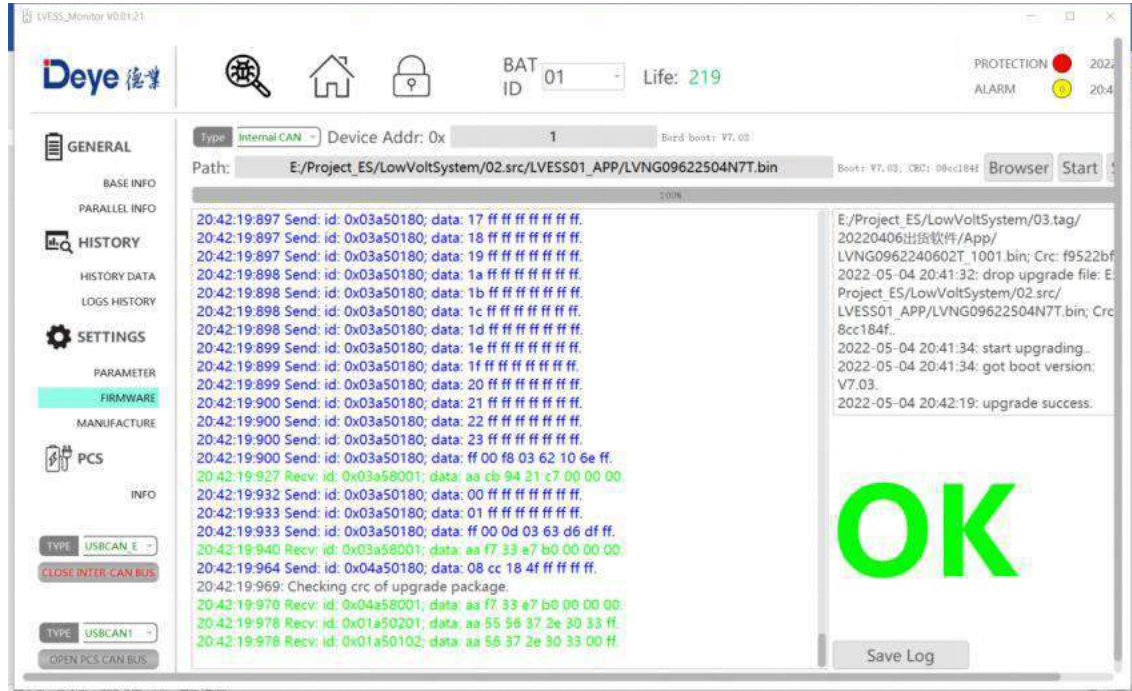 LVESS_Monitor V0.01.21
Deye 德業
BAT ID 01 Life: 219
PROTECTION 2022
ALARM 0 20:4
GENERAL
BASE INFO
PARALLEL INFO
HISTORY
HISTORY DATA
LOGS HISTORY
SETTINGS
PARAMETER
FIRMWARE
MANUFACTURE
PCS
INFO
TYPE USBCAN_E
CLOSE INTER-CAN BUS
TYPE USBCAN1
OPEN PCS CAN BUS
Type Internal CAN Device Addr: 0x 1 Bord boot: V7.03
Path: E:/Project_ES/LowVoltSystem/02.src/LVESS01_APP/LVNG09622504N7T.bin Boot: V7.03, CRC: 08cc184f Browser Start
100%
20:42:19:897 Send: id: 0x03a50180; data: 17 ff ff ff ff ff ff ff.
20:42:19:897 Send: id: 0x03a50180; data: 18 ff ff ff ff ff ff ff.
20:42:19:897 Send: id: 0x03a50180; data: 19 ff ff ff ff ff ff ff.
20:42:19:898 Send: id: 0x03a50180; data: 1a ff ff ff ff ff ff ff.
20:42:19:898 Send: id: 0x03a50180; data: 1b ff ff ff ff ff ff ff.
20:42:19:898 Send: id: 0x03a50180; data: 1c ff ff ff ff ff ff ff.
20:42:19:898 Send: id: 0x03a50180; data: 1d ff ff ff ff ff ff ff.
20:42:19:899 Send: id: 0x03a50180; data: 1e ff ff ff ff ff ff ff.
20:42:19:899 Send: id: 0x03a50180; data: 1f ff ff ff ff ff ff ff.
20:42:19:899 Send: id: 0x03a50180; data: 20 ff ff ff ff ff ff ff.
20:42:19:900 Send: id: 0x03a50180; data: 21 ff ff ff ff ff ff ff.
20:42:19:900 Send: id: 0x03a50180; data: 22 ff ff ff ff ff ff ff.
20:42:19:900 Send: id: 0x03a50180; data: 23 ff ff ff ff ff ff ff.
20:42:19:900 Send: id: 0x03a50180; data: ff 00 f8 03 62 10 6e ff.
20:42:19:927 Recv: id: 0x03a58001; data: aa cb 94 21 c7 00 00 00.
20:42:19:932 Send: id: 0x03a50180; data: 00 ff ff ff ff ff ff ff.
20:42:19:933 Send: id: 0x03a50180; data: 01 ff ff ff ff ff ff ff.
20:42:19:933 Send: id: 0x03a50180; data: ff 00 0d 03 63 d6 df ff.
20:42:19:940 Recv: id: 0x03a58001; data: aa f7 33 e7 b0 00 00 00.
20:42:19:964 Send: id: 0x04a50180; data: 08 cc 18 4f ff ff ff ff.
20:42:19:969: Checking crc of upgrade package.
20:42:19:970 Recv: id: 0x04a58001; data: aa f7 33 e7 b0 00 00 00.
20:42:19:978 Recv: id: 0x01a50201; data: aa 55 56 37 2e 30 33 ff.
20:42:19:978 Recv: id: 0x01a50102; data: aa 56 37 2e 30 33 00 ff.
E:/Project_ES/LowVoltSystem/03.tag/
20220406出货软件/App/
LVNG0962240602T_1001.bin; Crc: f9522bf
2022-05-04 20:41:32: drop upgrade file: E:
Project_ES/LowVoltSystem/02.src/
LVESS01_APP/LVNG09622504N7T.bin; Crc
8cc184f..
2022-05-04 20:41:34: start upgrading..
2022-05-04 20:41:34: got boot version:
V7.03.
2022-05-04 20:42:19: upgrade success.
OK
Save Log